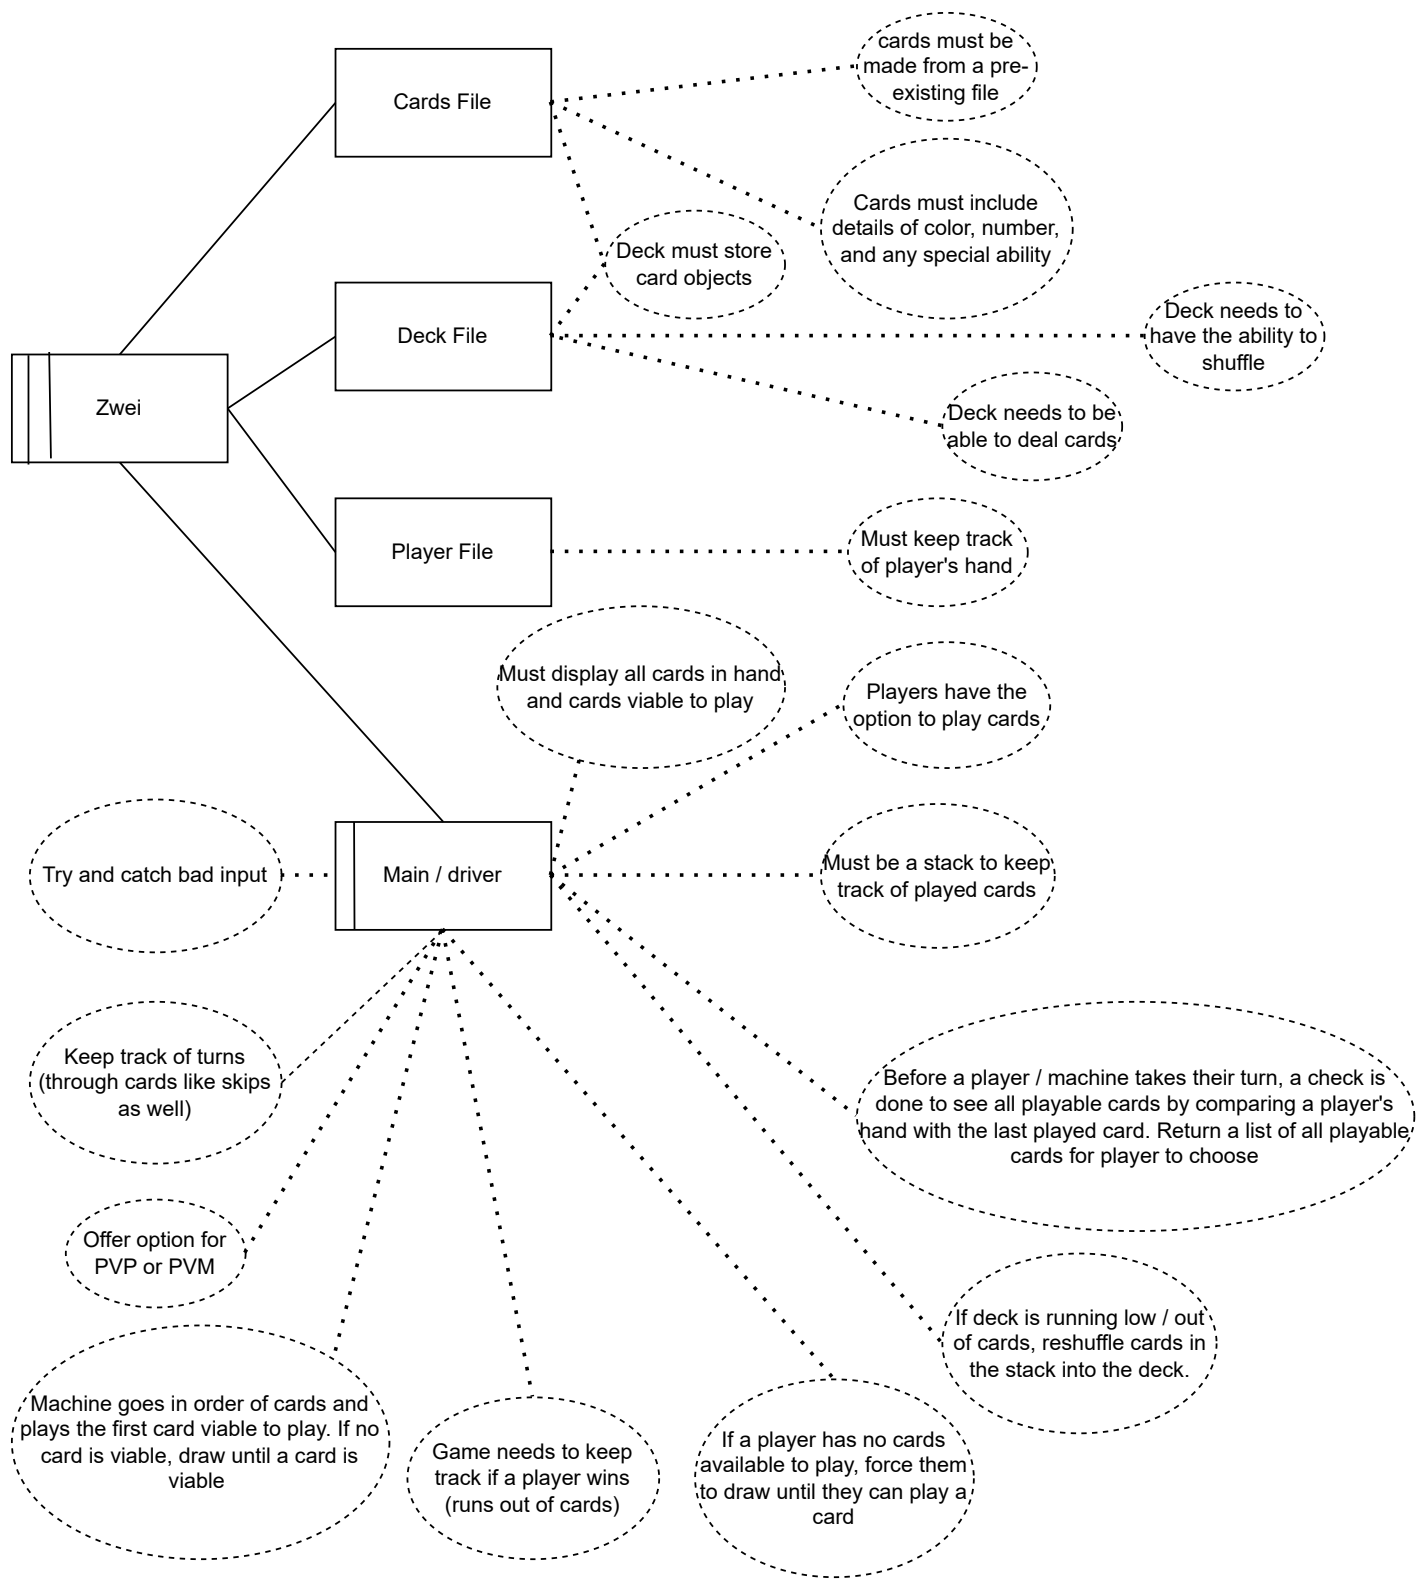 cards must be
made from a pre-
existing file
Cards File
Cards must include
details of color, number,
and any special ability
Deck must store
card objects
Deck File
Deck needs to
have the ability to
shuffle
Zwei
Deck needs to be
able to deal cards
Player File
Must keep track
of player's hand
Must display all cards in hand
and cards viable to play
Players have the
option to play cards
Try and catch bad input
Main / driver
Must be a stack to keep
track of played cards
Keep track of turns
(through cards like skips
as well)
Before a player / machine takes their turn, a check is
done to see all playable cards by comparing a player's
hand with the last played card. Return a list of all playable
cards for player to choose
Offer option for
PVP or PVM
If deck is running low / out
of cards, reshuffle cards in
the stack into the deck.
Machine goes in order of cards and
plays the first card viable to play. If no
card is viable, draw until a card is
viable
Game needs to keep
track if a player wins
(runs out of cards)
If a player has no cards
available to play, force them
to draw until they can play a
card